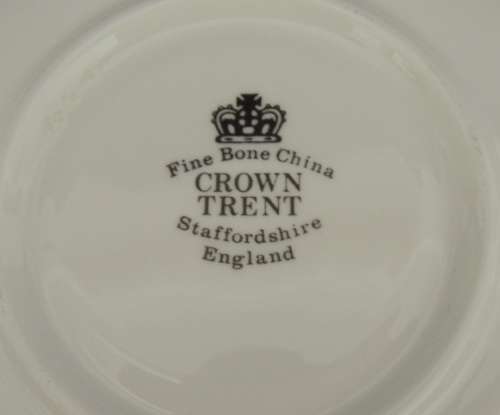 Fine Bone China
CROWN
TRENT
Staffordshire
England